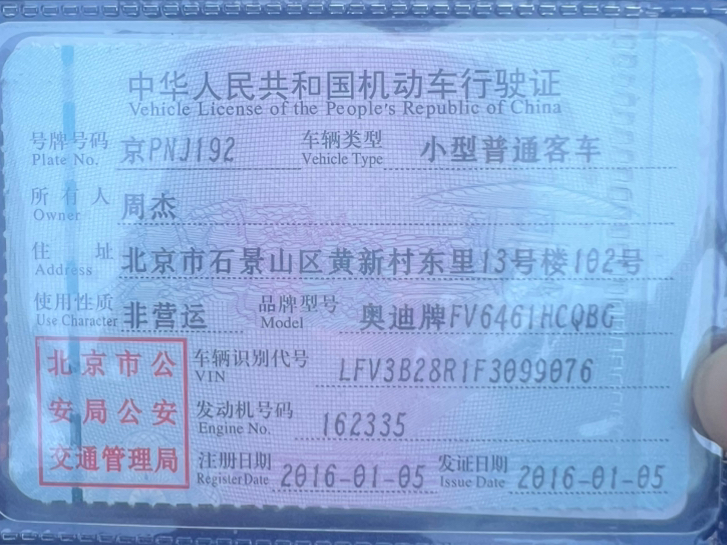 中华人民共和国机动车行驶证
Vehicle License of the People's Republic of China
号牌号码 京PNJ192 车辆类型 小型普通客车
Plate No. Vehicle Type
所有人 周杰
Owner
住址 北京市石景山区黄新村东里13号楼102号
Address
使用性质 非营运 品牌型号 奥迪牌FV6461HCQBG
Use Character Model
北京市公安局公安交通管理局
车辆识别代号 LFV3B28R1F3099076
VIN
发动机号码 162335
Engine No.
注册日期 2016-01-05 发证日期 2016-01-05
Register Date Issue Date